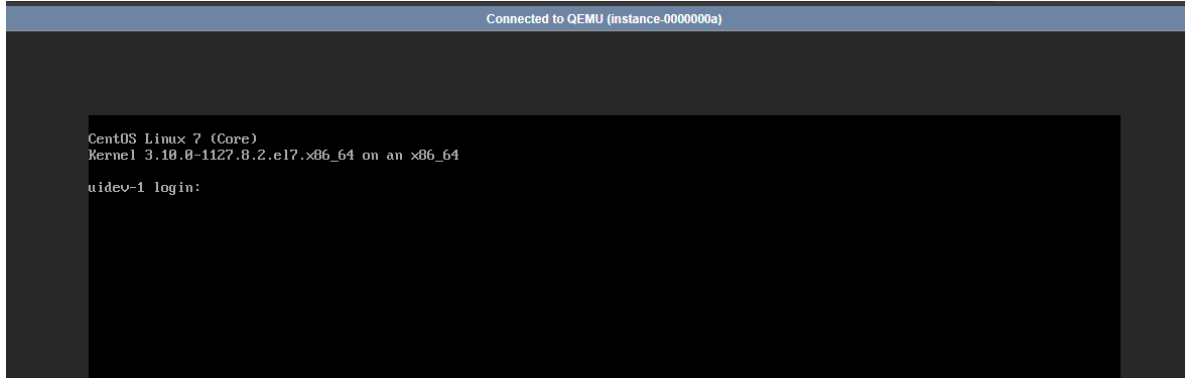 Connected to QEMU (instance-0000000a)
CentOS Linux 7 (Core)
Kernel 3.10.0-1127.8.2.el7.x86_64 on an x86_64
uidev-1 login: